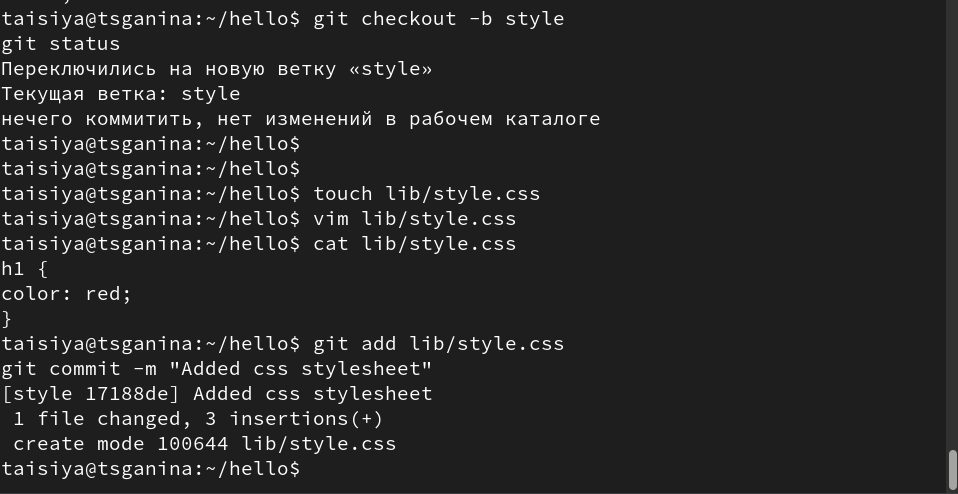 taisiya@tsganina:~/hello$ git checkout -b style
git status
Переключились на новую ветку «style»
Текущая ветка: style
нечего коммитить, нет изменений в рабочем каталоге
taisiya@tsganina:~/hello$
taisiya@tsganina:~/hello$
taisiya@tsganina:~/hello$ touch lib/style.css
taisiya@tsganina:~/hello$ vim lib/style.css
taisiya@tsganina:~/hello$ cat lib/style.css
h1 {
color: red;
}
taisiya@tsganina:~/hello$ git add lib/style.css
git commit -m "Added css stylesheet"
[style 17188de] Added css stylesheet
 1 file changed, 3 insertions(+)
 create mode 100644 lib/style.css
taisiya@tsganina:~/hello$